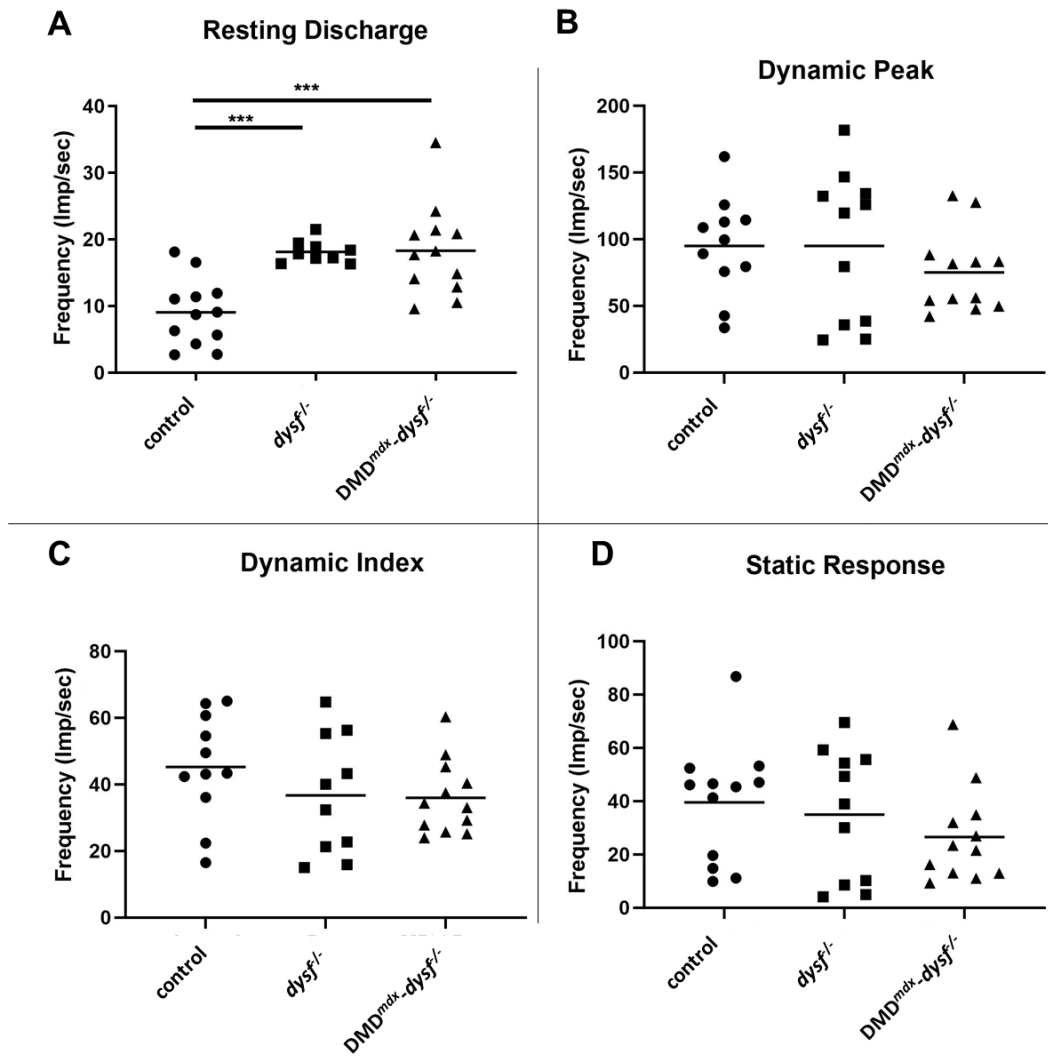 A
Resting Discharge
***
***
Frequency (Imp/sec)
40
30
20
10
0
control
dysf-/-
DMDmdx-dysf-/-
B
Dynamic Peak
Frequency (Imp/sec)
200
150
100
50
0
control
dysf-/-
DMDmdx-dysf-/-
C
Dynamic Index
Frequency (Imp/sec)
80
60
40
20
0
control
dysf-/-
DMDmdx-dysf-/-
D
Static Response
Frequency (Imp/sec)
100
80
60
40
20
0
control
dysf-/-
DMDmdx-dysf-/-